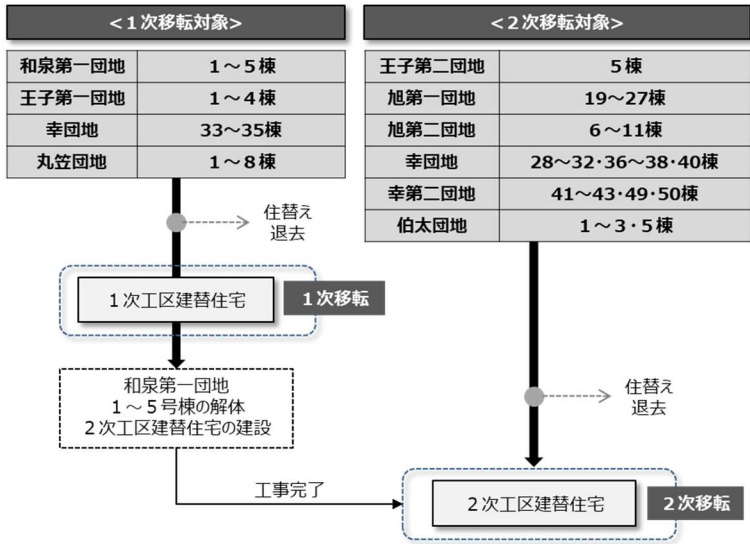 <１次移転対象>
和泉第一団地 １～５棟
王子第一団地 １～４棟
幸団地 33～35棟
丸笠団地 １～８棟
住替え
退去
１次工区建替住宅
１次移転
和泉第一団地
１～５号棟の解体
２次工区建替住宅の建設
工事完了
<２次移転対象>
王子第二団地 ５棟
旭第一団地 19～27棟
旭第二団地 ６～11棟
幸団地 28～32・36～38・40棟
幸第二団地 41～43・49・50棟
伯太団地 １～３・５棟
住替え
退去
２次工区建替住宅
２次移転